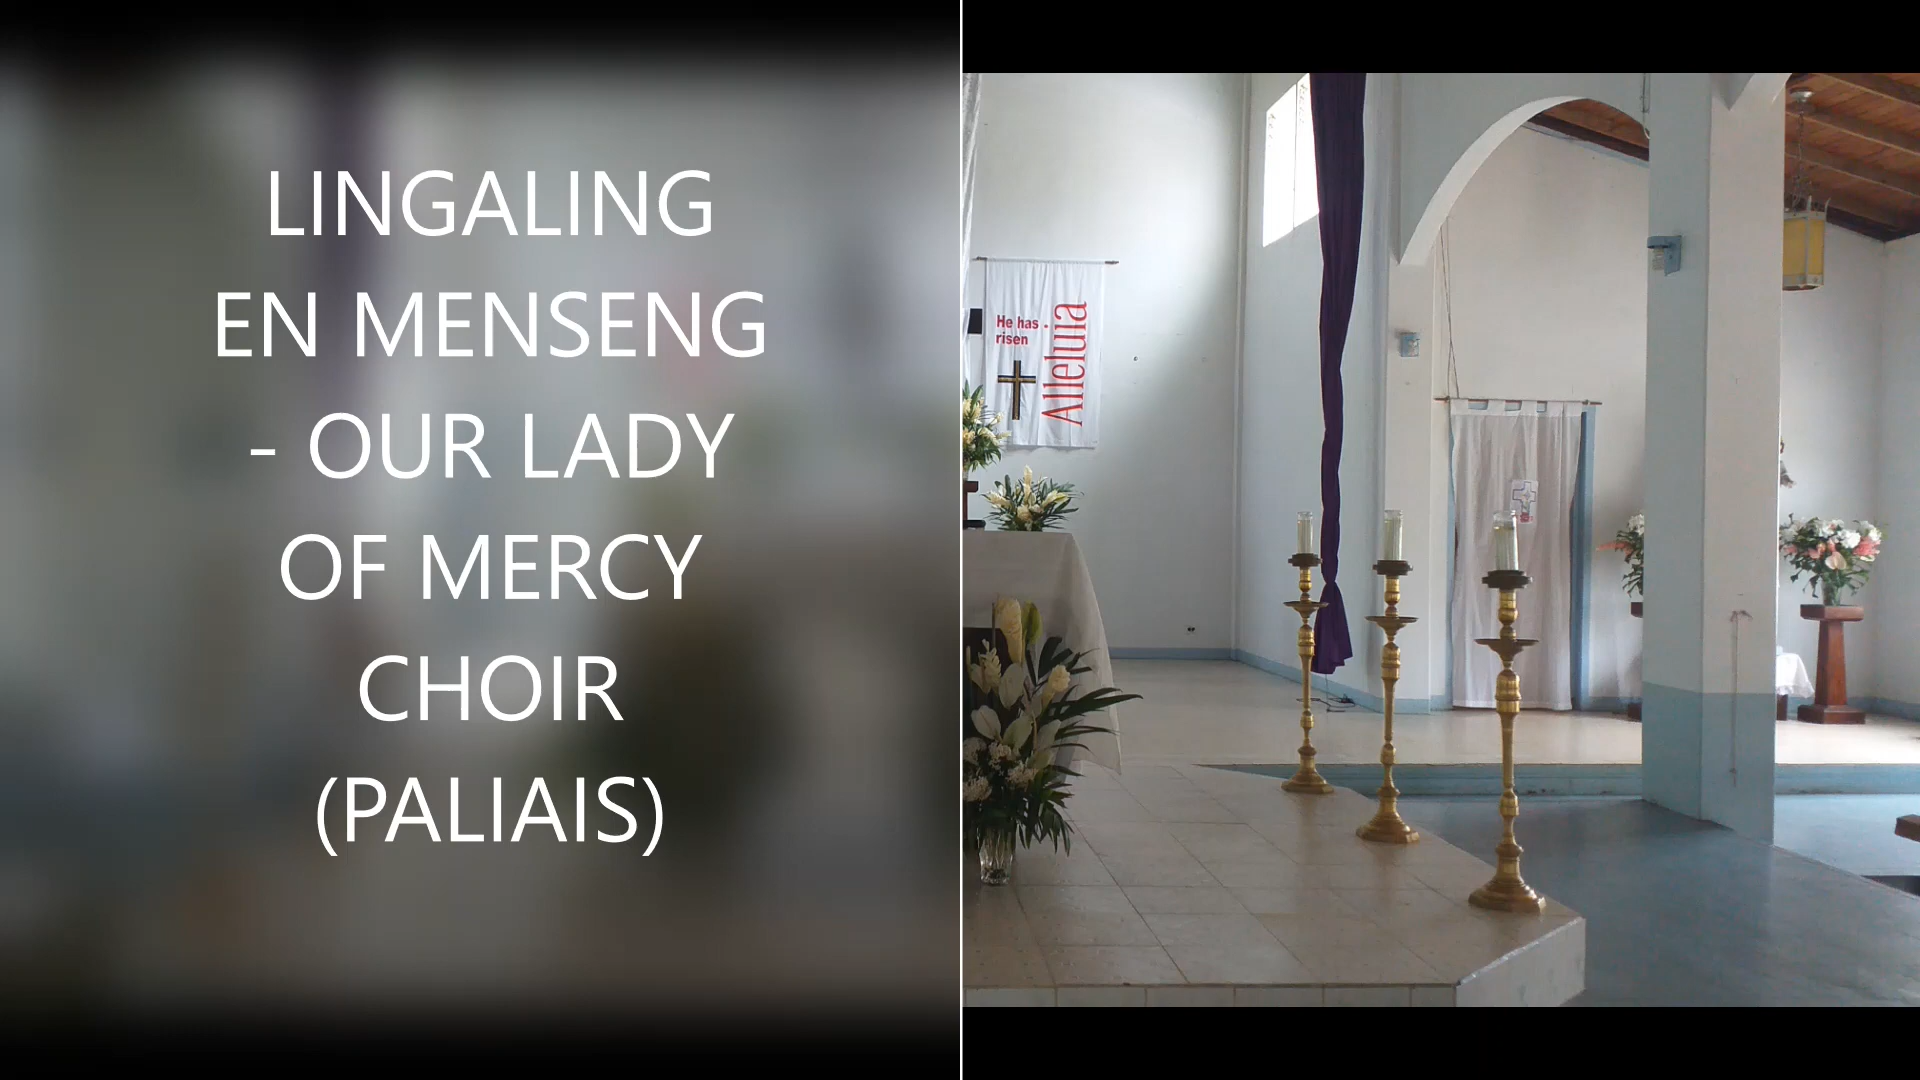 LINGALING
EN MENSENG
- OUR LADY
OF MERCY
CHOIR
(PALIAIS)
He has
risen
Alleluia